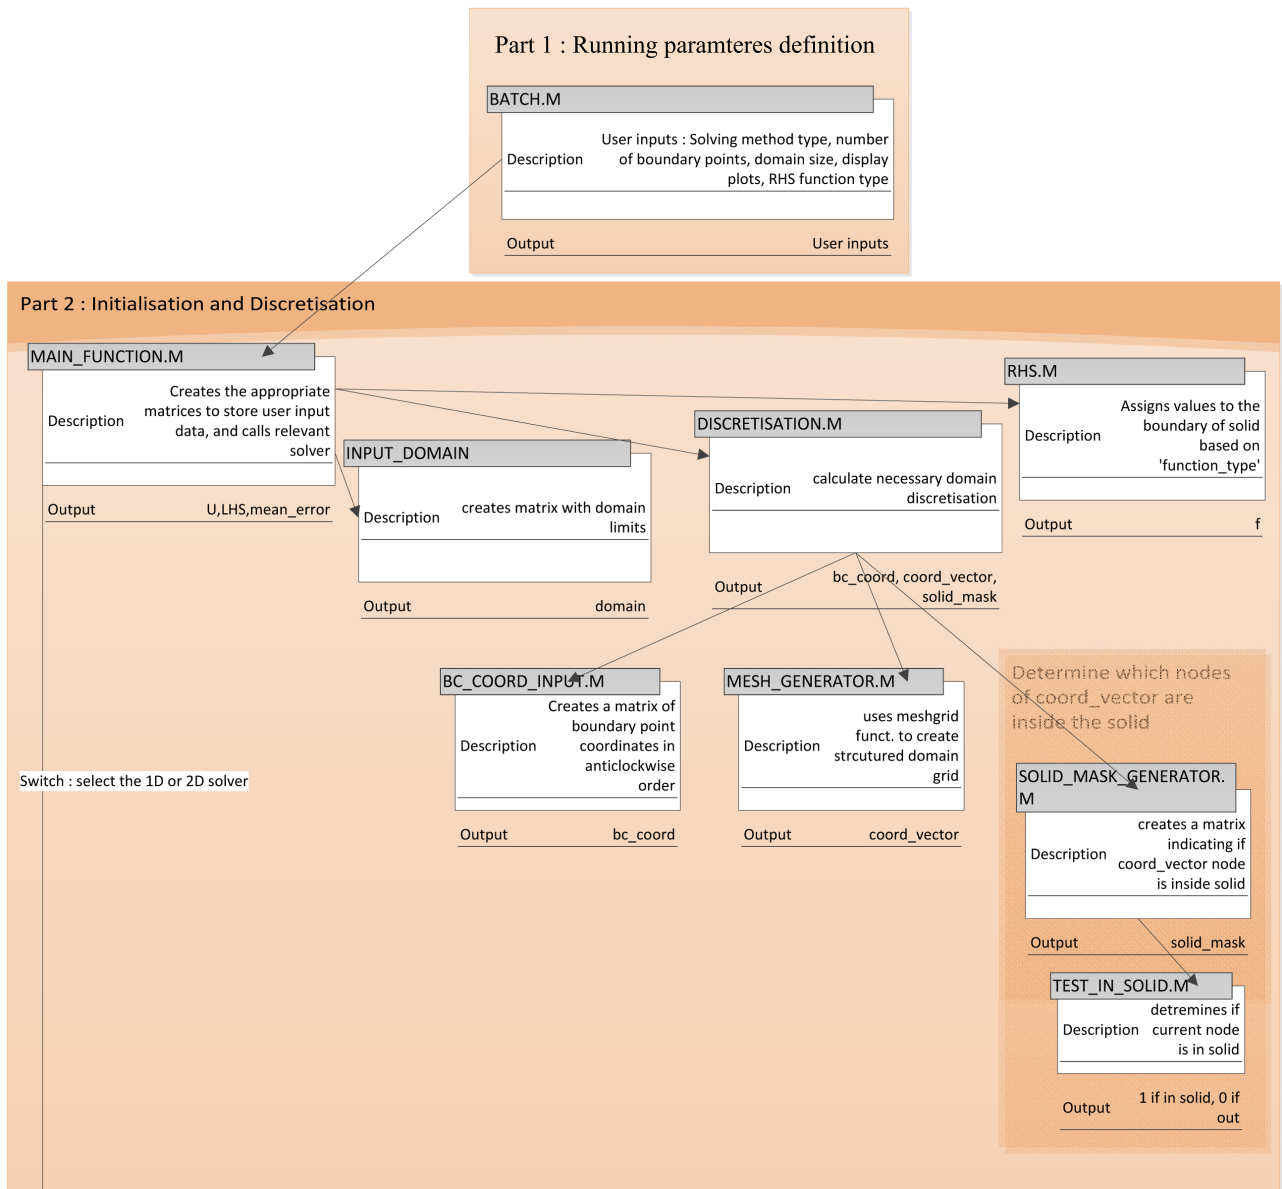 Part 1 : Running paramteres definition
BATCH.M
Description
User inputs : Solving method type, number
of boundary points, domain size, display
plots, RHS function type
Output
User inputs
Part 2 : Initialisation and Discretisation
MAIN_FUNCTION.M
Description
Creates the appropriate
matrices to store user input
data, and calls relevant
solver
Output
U,LHS,mean_error
INPUT_DOMAIN
Description
creates matrix with domain
limits
Output
domain
DISCRETISATION.M
Description
calculate necessary domain
discretisation
Output
bc_coord, coord_vector,
solid_mask
RHS.M
Description
Assigns values to the
boundary of solid
based on
'function_type'
Output
f
BC_COORD_INPUT.M
Description
Creates a matrix of
boundary point
coordinates in
anticlockwise
order
Output
bc_coord
MESH_GENERATOR.M
Description
uses meshgrid
funct. to create
strcutured domain
grid
Output
coord_vector
Determine which nodes
of coord_vector are
inside the solid
SOLID_MASK_GENERATOR.
M
Description
creates a matrix
indicating if
coord_vector node
is inside solid
Output
solid_mask
TEST_IN_SOLID.M
Description
detremines if
current node
is in solid
Output
1 if in solid, 0 if
out
Switch : select the 1D or 2D solver